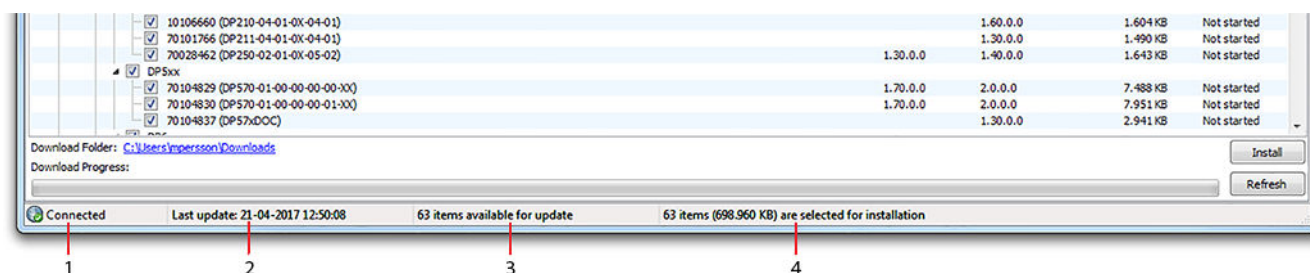 10106660 (DP210-04-01-0X-04-01) 1.60.0.0 1.604 KB Not started
70101766 (DP211-04-01-0X-04-01) 1.30.0.0 1.490 KB Not started
70028462 (DP250-02-01-0X-05-02) 1.30.0.0 1.40.0.0 1.643 KB Not started
DP5xx
70104829 (DP570-01-00-00-00-00-XX) 1.70.0.0 2.0.0.0 7.488 KB Not started
70104830 (DP570-01-00-00-00-01-XX) 1.70.0.0 2.0.0.0 7.951 KB Not started
70104837 (DP57xDOC) 1.30.0.0 2.941 KB Not started
Download Folder: C:\Users\mpersson\Downloads
Install
Download Progress:
Refresh
Connected Last update: 21-04-2017 12:50:08 63 items available for update 63 items (698.960 KB) are selected for installation
1 2 3 4